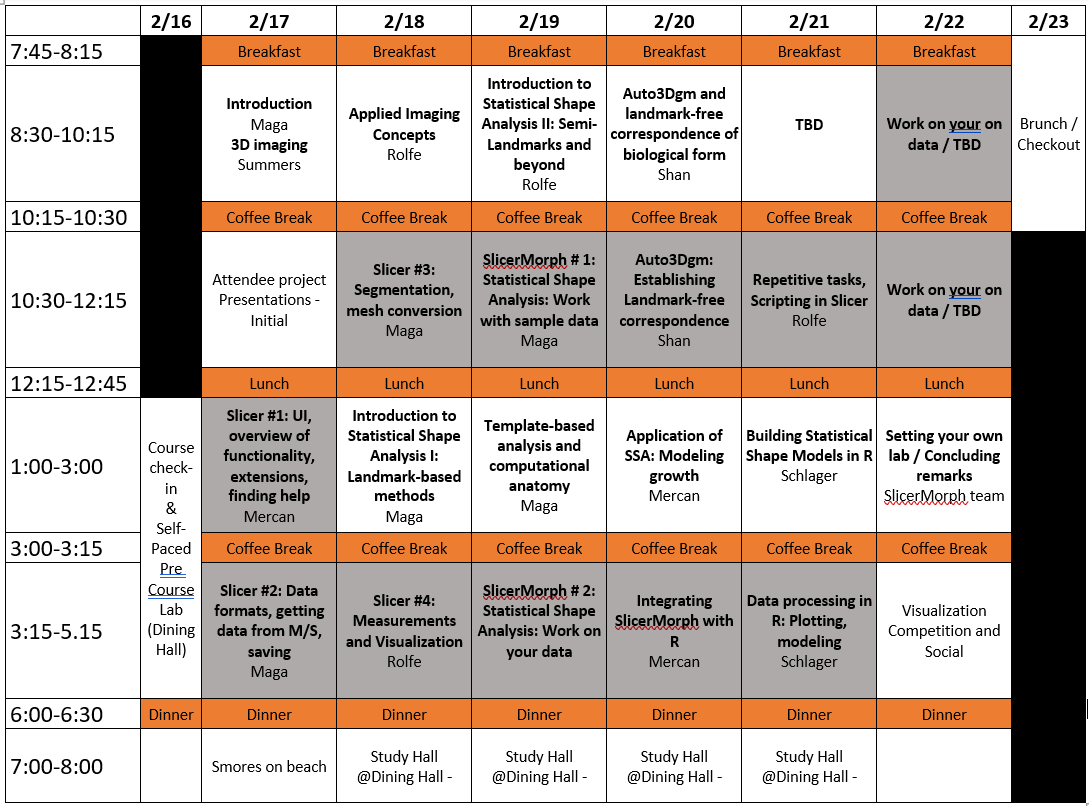 2/16 2/17 2/18 2/19 2/20 2/21 2/22 2/23
7:45-8:15
Breakfast Breakfast Breakfast Breakfast Breakfast Breakfast
8:30-10:15
Introduction
Maga
3D imaging
Summers
Applied Imaging
Concepts
Rolfe
Introduction to
Statistical Shape
Analysis II: Semi-
Landmarks and
beyond
Rolfe
Auto3Dgm and
landmark-free
correspondence of
biological form
Shan
TBD
Work on your on
data / TBD
Brunch /
Checkout
10:15-10:30
Coffee Break Coffee Break Coffee Break Coffee Break Coffee Break Coffee Break
10:30-12:15
Attendee project
Presentations -
Initial
Slicer #3:
Segmentation,
mesh conversion
Maga
SlicerMorph # 1:
Statistical Shape
Analysis: Work
with sample data
Maga
Auto3Dgm:
Establishing
Landmark-free
correspondence
Shan
Repetitive tasks,
Scripting in Slicer
Rolfe
Work on your on
data / TBD
12:15-12:45
Lunch Lunch Lunch Lunch Lunch Lunch
Course
check-
in
&
Self-
Paced
Pre
Course
Lab
(Dining
Hall)
1:00-3:00
Slicer #1: UI,
overview of
functionality,
extensions,
finding help
Mercan
Introduction to
Statistical Shape
Analysis I:
Landmark-based
methods
Maga
Template-based
analysis and
computational
anatomy
Maga
Application of
SSA: Modeling
growth
Mercan
Building Statistical
Shape Models in R
Schlager
Setting your own
lab / Concluding
remarks
SlicerMorph team
3:00-3:15
Coffee Break Coffee Break Coffee Break Coffee Break Coffee Break Coffee Break
3:15-5.15
Slicer #2: Data
formats, getting
data from M/S,
saving
Maga
Slicer #4:
Measurements
and Visualization
Rolfe
SlicerMorph # 2:
Statistical Shape
Analysis: Work on
your data
Integrating
SlicerMorph with
R
Mercan
Data processing in
R: Plotting,
modeling
Schlager
Visualization
Competition and
Social
6:00-6:30
Dinner Dinner Dinner Dinner Dinner Dinner Dinner
7:00-8:00
Smores on beach
Study Hall
@Dining Hall -
Study Hall
@Dining Hall -
Study Hall
@Dining Hall -
Study Hall
@Dining Hall -